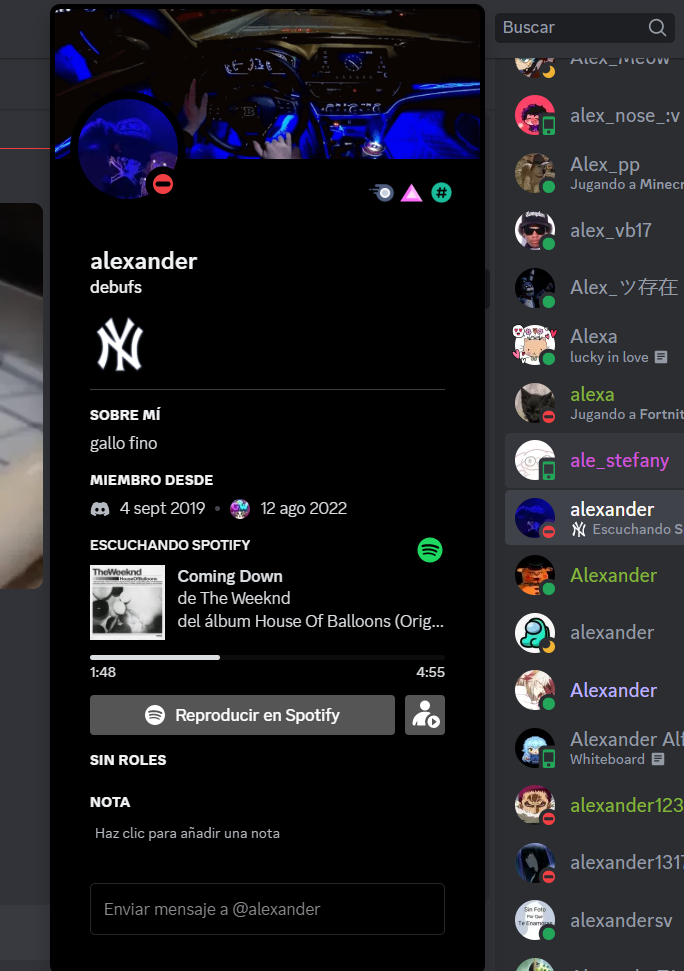 Buscar
alexander
debufs
NY
SOBRE MÍ
gallo fino
MIEMBRO DESDE
4 sept 2019 • 12 ago 2022
ESCUCHANDO SPOTIFY
TheWeeknd
HouseOfBalloons
Coming Down
de The Weeknd
del álbum House Of Balloons (Orig...
1:48 4:55
Reproducir en Spotify
SIN ROLES
NOTA
Haz clic para añadir una nota
Enviar mensaje a @alexander
Alex_Meow
alex_nose_:v
Alex_pp
Jugando a Minecr
alex_vb17
Alex_ツ存在
Alexa
lucky in love
alexa
Jugando a Fortnit
ale_stefany
alexander
NY Escuchando S
Alexander
alexander
Alexander
Alexander Alf
Whiteboard
alexander123
alexander1317
Sin Foto
Por Que
Te Enamoras
alexandersv